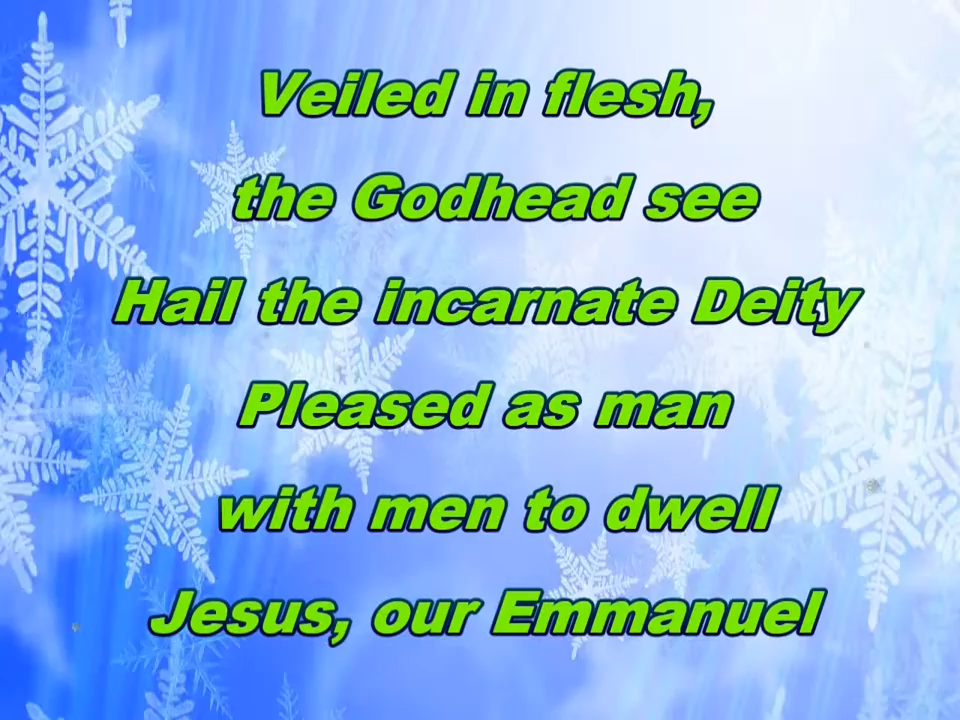 Veiled in flesh,
the Godhead see
Hail the incarnate Deity
Pleased as man
with men to dwell
Jesus, our Emmanuel